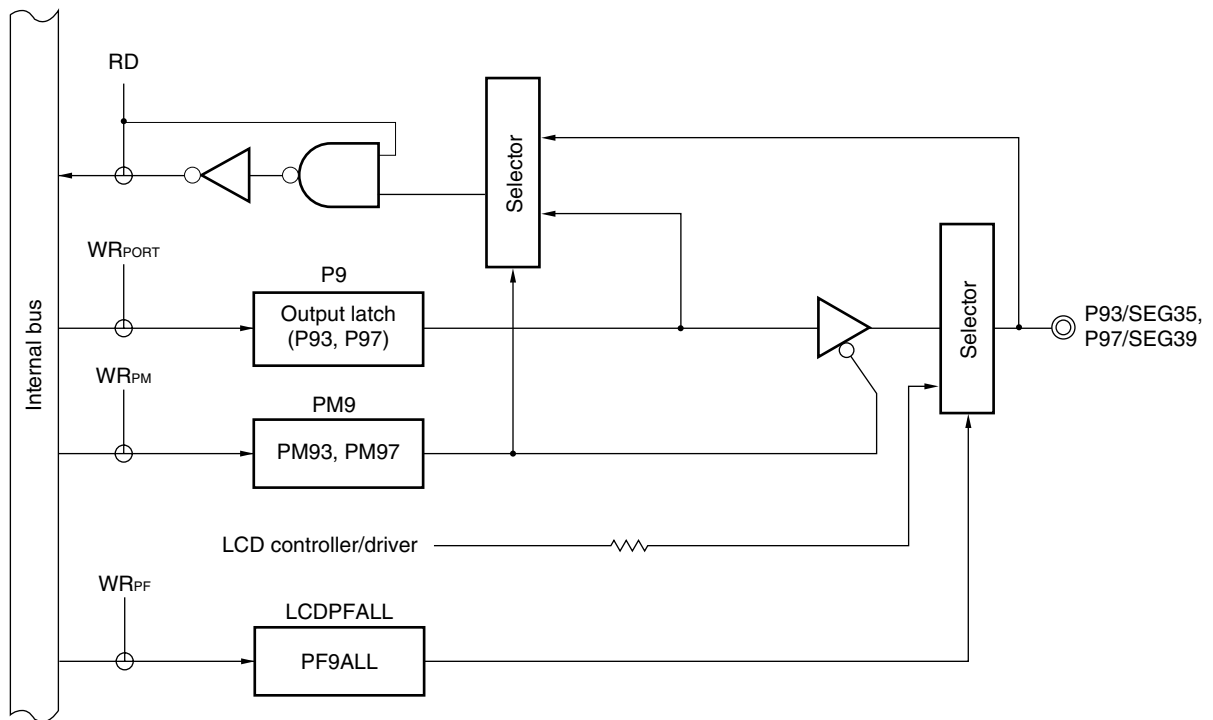 RD
Selector
WRPORT
P9
Output latch
(P93, P97)
Selector
P93/SEG35,
P97/SEG39
Internal bus
WRPM
PM9
PM93, PM97
LCD controller/driver
WRPF
LCDPFALL
PF9ALL